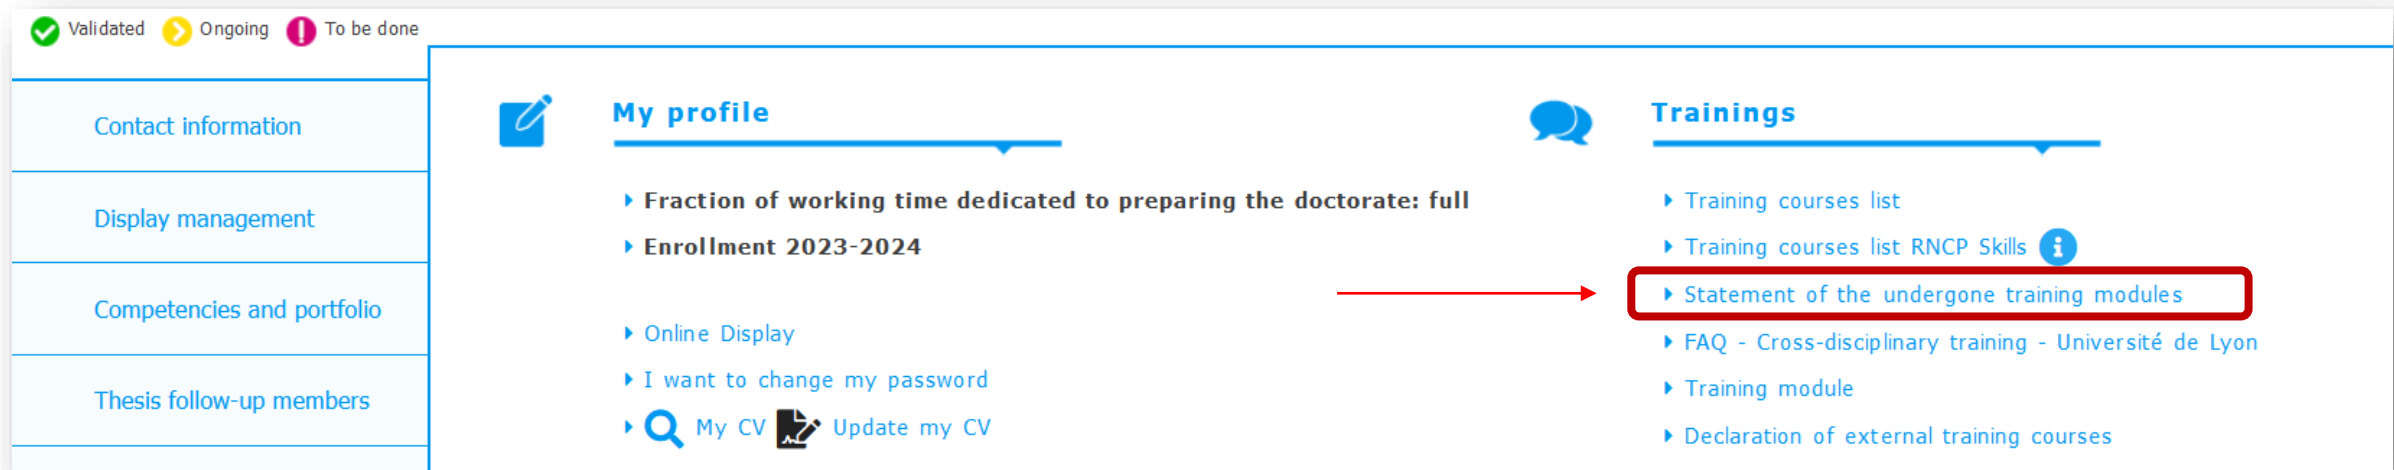 Validated Ongoing To be done
Contact information
Display management
Competencies and portfolio
Thesis follow-up members
My profile
Fraction of working time dedicated to preparing the doctorate: full
Enrollment 2023-2024
Online Display
I want to change my password
My CV Update my CV
Trainings
Training courses list
Training courses list RNCP Skills
Statement of the undergone training modules
FAQ - Cross-disciplinary training - Université de Lyon
Training module
Declaration of external training courses